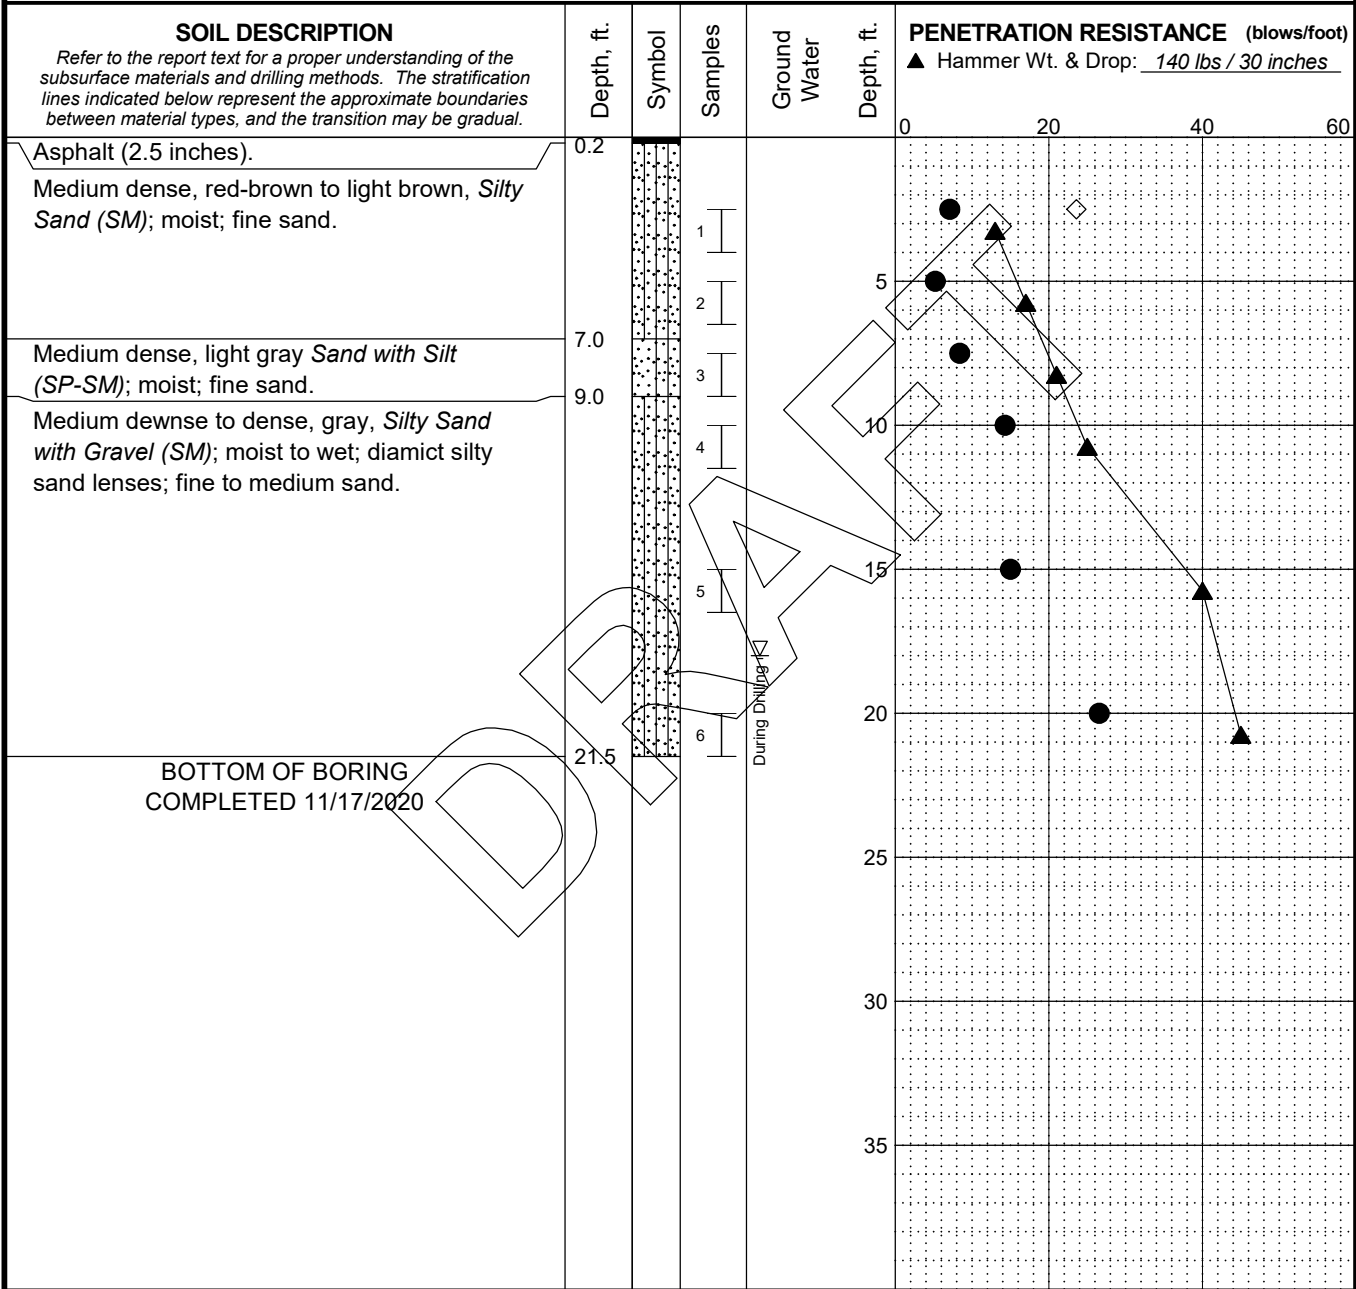 SOIL DESCRIPTION
Refer to the report text for a proper understanding of the
subsurface materials and drilling methods. The stratification
lines indicated below represent the approximate boundaries
between material types, and the transition may be gradual.
Depth, ft.
Symbol
Samples
Ground
Water
Depth, ft.
PENETRATION RESISTANCE (blows/foot)
▲ Hammer Wt. & Drop: 140 lbs / 30 inches
0 20 40 60
Asphalt (2.5 inches).
0.2
Medium dense, red-brown to light brown, Silty
Sand (SM); moist; fine sand.
1
5
2
7.0
Medium dense, light gray Sand with Silt
(SP-SM); moist; fine sand.
3
9.0
Medium dewnse to dense, gray, Silty Sand
with Gravel (SM); moist to wet; diamict silty
sand lenses; fine to medium sand.
10
4
15
5
During Drilling
20
6
21.5
BOTTOM OF BORING
COMPLETED 11/17/2020
25
30
35
DRAFT